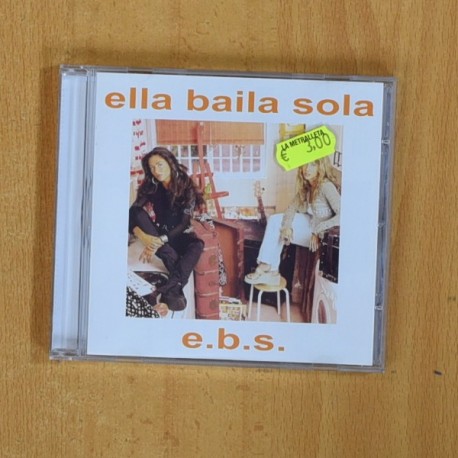 ella baila sola
LA METRALLETA
€ 3,00
e.b.s.